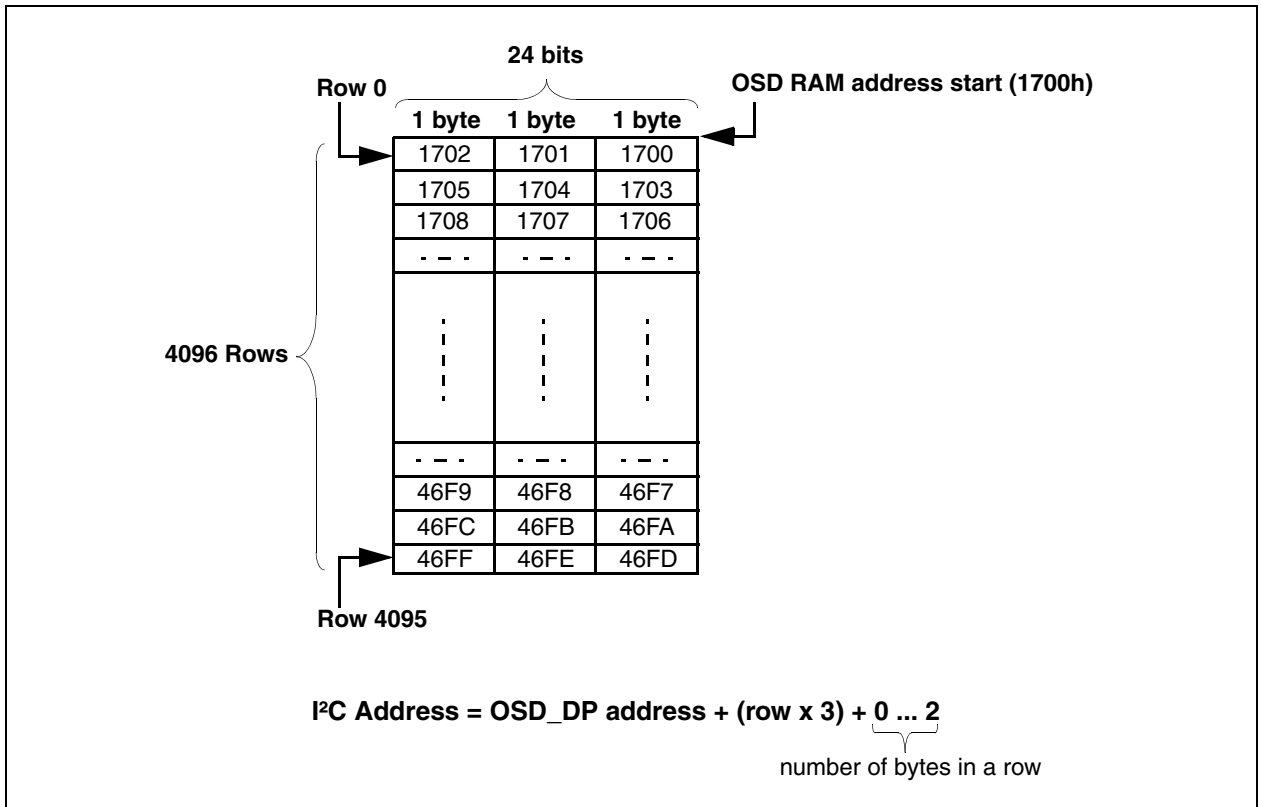 24 bits
Row 0
OSD RAM address start (1700h)
1 byte 1 byte 1 byte
1702 1701 1700
1705 1704 1703
1708 1707 1706
4096 Rows
46F9 46F8 46F7
46FC 46FB 46FA
46FF 46FE 46FD
Row 4095
I²C Address = OSD_DP address + (row x 3) + 0 ... 2
number of bytes in a row